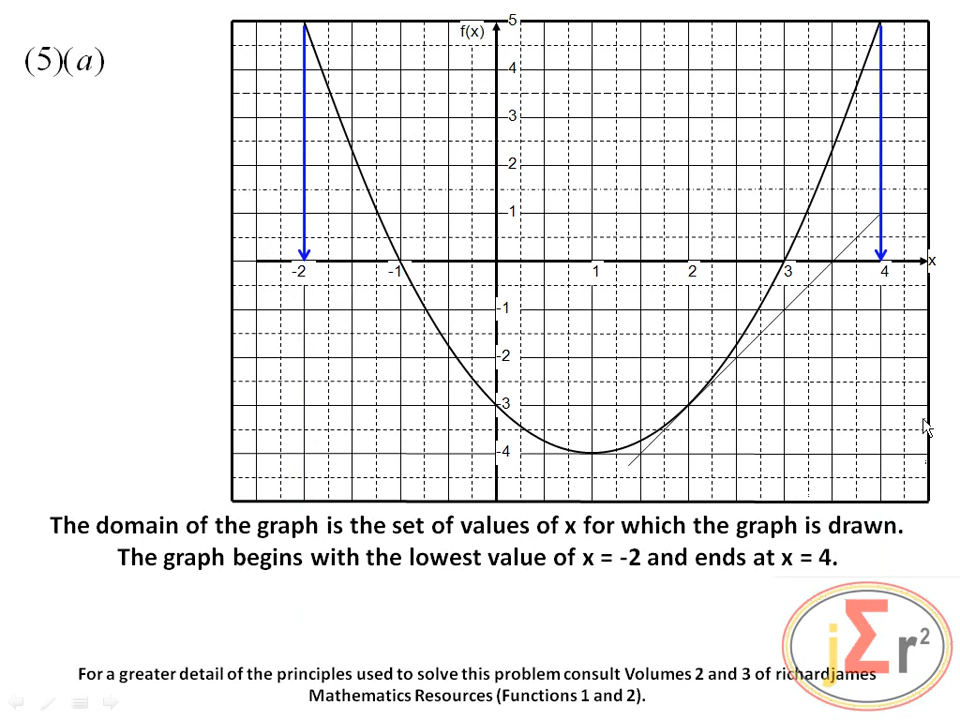 (5)(a)
f(x)
5
4
3
2
1
-2
-1
1
2
3
4
x
-1
-2
-3
-4
The domain of the graph is the set of values of x for which the graph is drawn.
The graph begins with the lowest value of x = -2 and ends at x = 4.
jΣr²
For a greater detail of the principles used to solve this problem consult Volumes 2 and 3 of richardjames
Mathematics Resources (Functions 1 and 2).